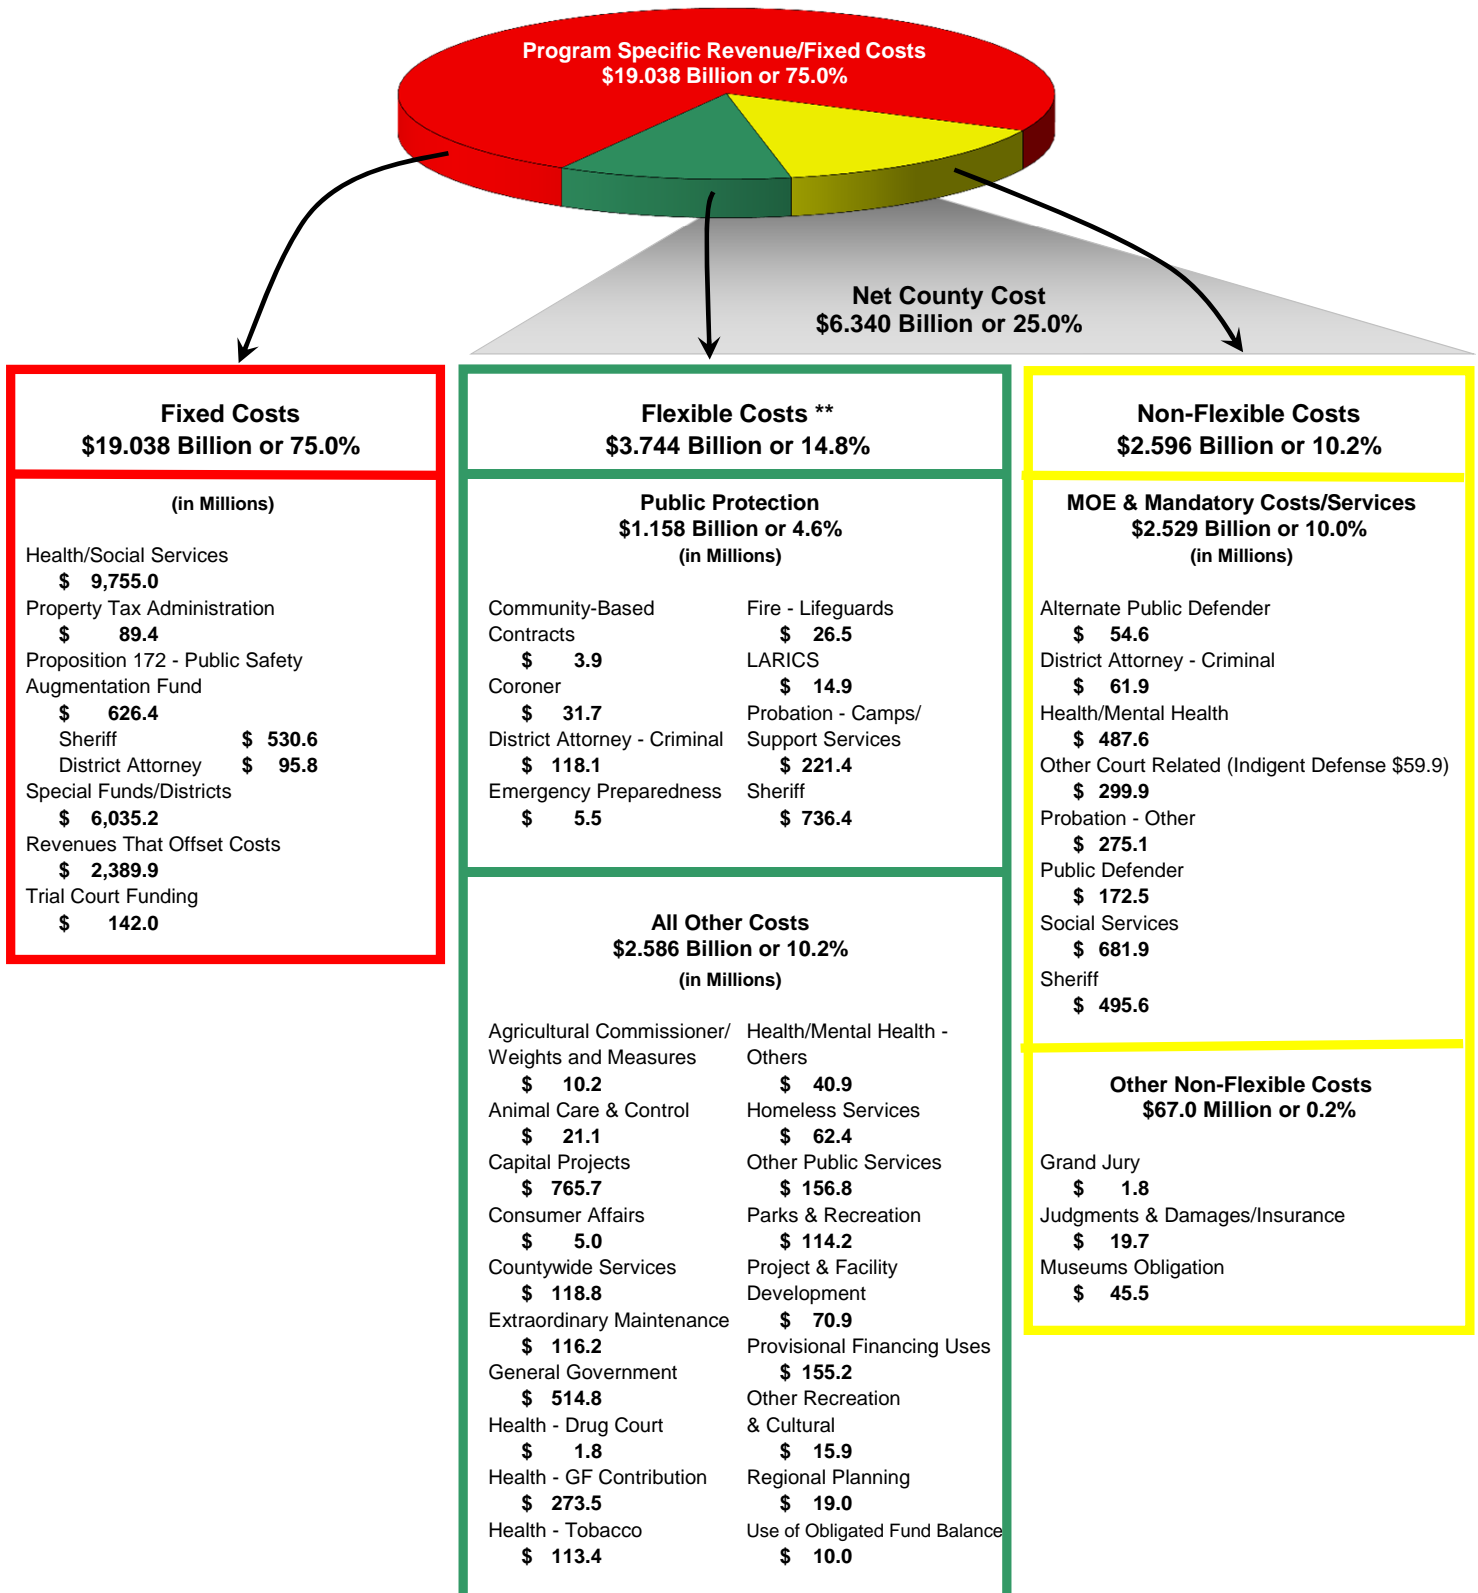 Program Specific Revenue/Fixed Costs
$19.038 Billion or 75.0%
Net County Cost
$6.340 Billion or 25.0%
Fixed Costs
$19.038 Billion or 75.0%
(in Millions)
Health/Social Services
$ 9,755.0
Property Tax Administration
$ 89.4
Proposition 172 - Public Safety
Augmentation Fund
$ 626.4
Sheriff $ 530.6
District Attorney $ 95.8
Special Funds/Districts
$ 6,035.2
Revenues That Offset Costs
$ 2,389.9
Trial Court Funding
$ 142.0
Flexible Costs **
$3.744 Billion or 14.8%
Public Protection
$1.158 Billion or 4.6%
(in Millions)
Community-Based
Contracts
$ 3.9
Coroner
$ 31.7
District Attorney - Criminal
$ 118.1
Emergency Preparedness
$ 5.5
Fire - Lifeguards
$ 26.5
LARICS
$ 14.9
Probation - Camps/
Support Services
$ 221.4
Sheriff
$ 736.4
All Other Costs
$2.586 Billion or 10.2%
(in Millions)
Agricultural Commissioner/
Weights and Measures
$ 10.2
Animal Care & Control
$ 21.1
Capital Projects
$ 765.7
Consumer Affairs
$ 5.0
Countywide Services
$ 118.8
Extraordinary Maintenance
$ 116.2
General Government
$ 514.8
Health - Drug Court
$ 1.8
Health - GF Contribution
$ 273.5
Health - Tobacco
$ 113.4
Health/Mental Health -
Others
$ 40.9
Homeless Services
$ 62.4
Other Public Services
$ 156.8
Parks & Recreation
$ 114.2
Project & Facility
Development
$ 70.9
Provisional Financing Uses
$ 155.2
Other Recreation
& Cultural
$ 15.9
Regional Planning
$ 19.0
Use of Obligated Fund Balance
$ 10.0
Non-Flexible Costs
$2.596 Billion or 10.2%
MOE & Mandatory Costs/Services
$2.529 Billion or 10.0%
(in Millions)
Alternate Public Defender
$ 54.6
District Attorney - Criminal
$ 61.9
Health/Mental Health
$ 487.6
Other Court Related (Indigent Defense $59.9)
$ 299.9
Probation - Other
$ 275.1
Public Defender
$ 172.5
Social Services
$ 681.9
Sheriff
$ 495.6
Other Non-Flexible Costs
$67.0 Million or 0.2%
Grand Jury
$ 1.8
Judgments & Damages/Insurance
$ 19.7
Museums Obligation
$ 45.5